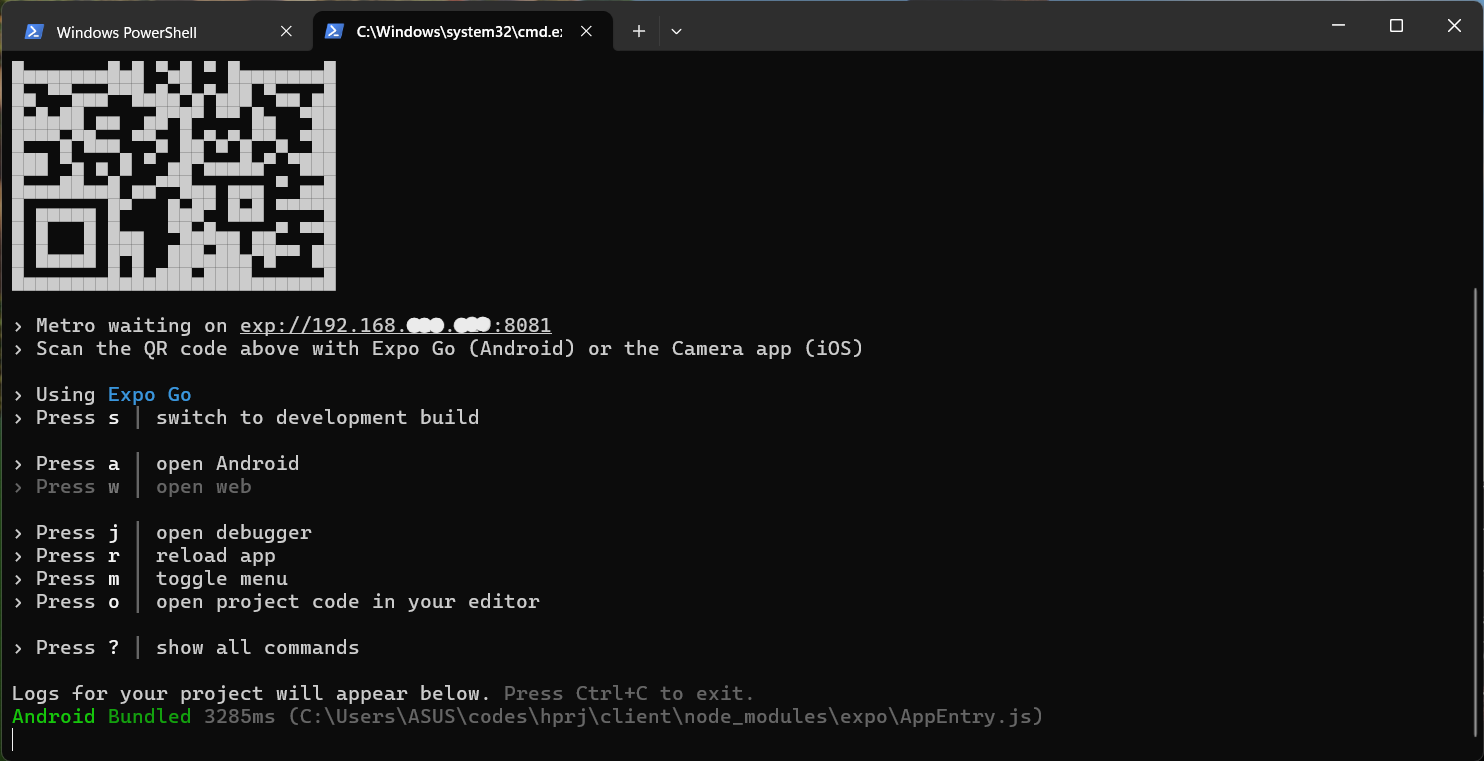 Windows PowerShell
C:\Windows\system32\cmd.e
› Metro waiting on exp://192.168. . :8081
› Scan the QR code above with Expo Go (Android) or the Camera app (iOS)
› Using Expo Go
› Press s │ switch to development build
› Press a │ open Android
› Press w │ open web
› Press j │ open debugger
› Press r │ reload app
› Press m │ toggle menu
› Press o │ open project code in your editor
› Press ? │ show all commands
Logs for your project will appear below. Press Ctrl+C to exit.
Android Bundled 3285ms (C:\Users\ASUS\codes\hprj\client\node_modules\expo\AppEntry.js)